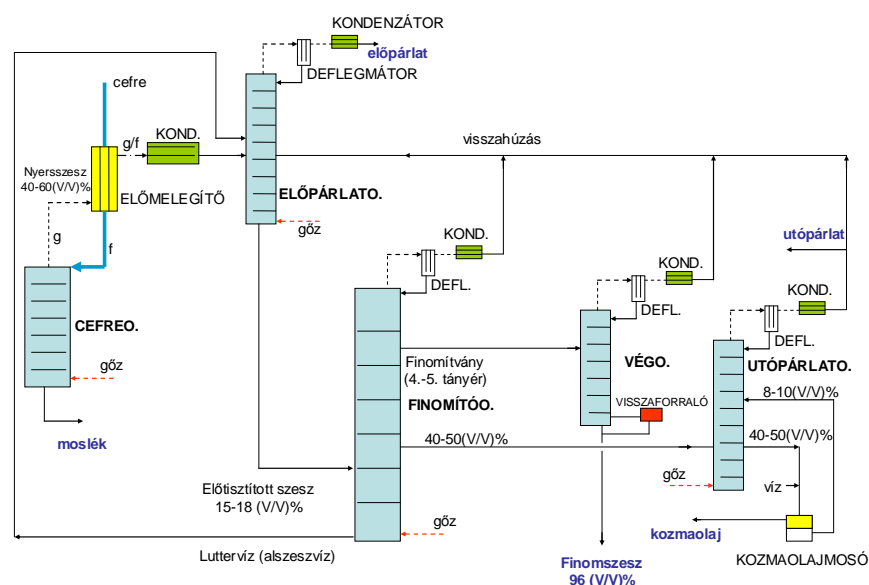 KONDENZÁTOR
előpárlat
DEFLEGMÁTOR
cefre
g/f
KOND.
visszahúzás
Nyersszesz
40-60(V/V)%
ELŐMELEGÍTŐ
ELŐPÁRLATO.
gőz
g
f
KOND.
utópárlat
DEFL.
KOND.
DEFL.
KOND.
CEFREO.
DEFL.
gőz
Finomítvány
(4.-5. tányér)
VÉGO.
UTÓPÁRLATO.
8-10(V/V)%
FINOMÍTÓO.
VISSZAFORRALÓ
moslék
40-50(V/V)%
40-50(V/V)%
gőz
víz
Előtisztított szesz
15-18 (V/V)%
gőz
kozmaolaj
Luttervíz (alszeszvíz)
Finomszesz
96 (V/V)%
KOZMAOLAJMOSÓ